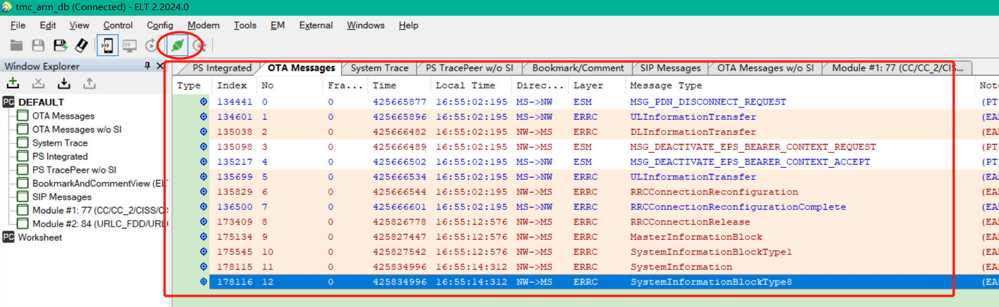 tmc_arm_db (Connected) - ELT 2.2024.0
File Edit View Control Config Modem Tools EM External Windows Help
Window Explorer
DEFAULT
OTA Messages
OTA Messages w/o SI
System Trace
PS Integrated
PS TracePeer w/o SI
BookmarkAndCommentView (EL
SIP Messages
Module #1: 77 (CC/CC_2/CISS/CIS
Module #2: 84 (URLC_FDD/URL
Worksheet
PS Integrated OTA Messages System Trace PS TracePeer w/o SI Bookmark/Comment SIP Messages OTA Messages w/o SI Module #1: 77 (CC/CC_2/CIS...
Type Index No Fra... Time Local Time Direc... Layer Message Type Note
134441 0 0 425665877 16:55:02:195 MS->NW ESM MSG_PDN_DISCONNECT_REQUEST (PT
134601 1 0 425665896 16:55:02:195 MS->NW ERRC ULInformationTransfer (EA
135038 2 0 425666482 16:55:02:195 NW->MS ERRC DLInformationTransfer (EA
135098 3 0 425666489 16:55:02:195 NW->MS ESM MSG_DEACTIVATE_EPS_BEARER_CONTEXT_REQUEST (PT
135217 4 0 425666502 16:55:02:195 MS->NW ESM MSG_DEACTIVATE_EPS_BEARER_CONTEXT_ACCEPT (PT
135699 5 0 425666534 16:55:02:195 MS->NW ERRC ULInformationTransfer (EA
135829 6 0 425666544 16:55:02:195 NW->MS ERRC RRCConnectionReconfiguration (EA
136500 7 0 425666601 16:55:02:195 MS->NW ERRC RRCConnectionReconfigurationComplete (EA
173409 8 0 425826778 16:55:12:576 NW->MS ERRC RRCConnectionRelease (EA
175134 9 0 425827447 16:55:12:576 NW->MS ERRC MasterInformationBlock (EA
175545 10 0 425827542 16:55:12:576 NW->MS ERRC SystemInformationBlockType1 (EA
178115 11 0 425834996 16:55:14:312 NW->MS ERRC SystemInformation (EA
178116 12 0 425834996 16:55:14:312 NW->MS ERRC SystemInformationBlockType8 (EA